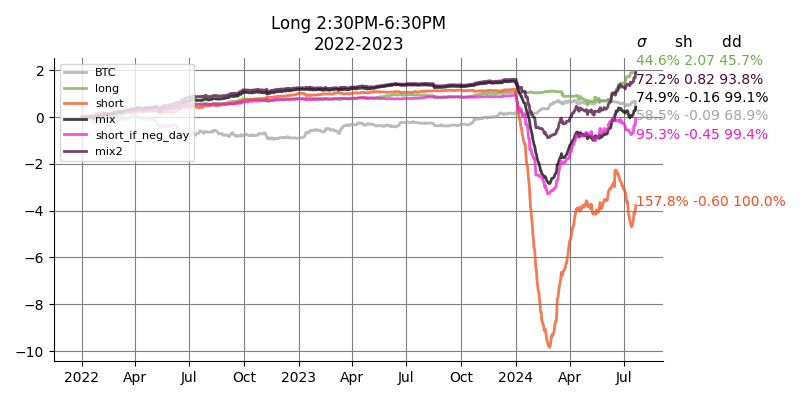 Long 2:30PM-6:30PM
2022-2023
σ sh dd
44.6% 2.07 45.7%
72.2% 0.82 93.8%
74.9% -0.16 99.1%
58.5% -0.09 68.9%
95.3% -0.45 99.4%
157.8% -0.60 100.0%
BTC
long
short
mix
short_if_neg_day
mix2
2
0
−2
−4
−6
−8
−10
2022 Apr Jul Oct 2023 Apr Jul Oct 2024 Apr Jul